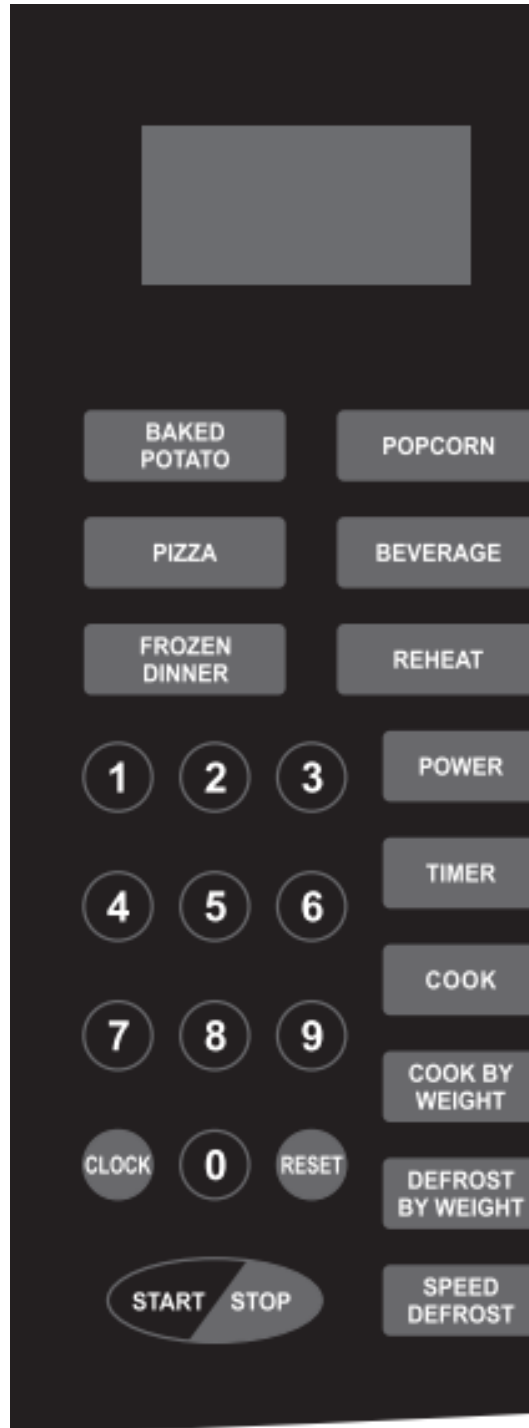 BAKED
POTATO
POPCORN
PIZZA
BEVERAGE
FROZEN
DINNER
REHEAT
1 2 3
POWER
4 5 6
TIMER
COOK
7 8 9
COOK BY
WEIGHT
CLOCK 0 RESET
DEFROST
BY WEIGHT
START STOP
SPEED
DEFROST